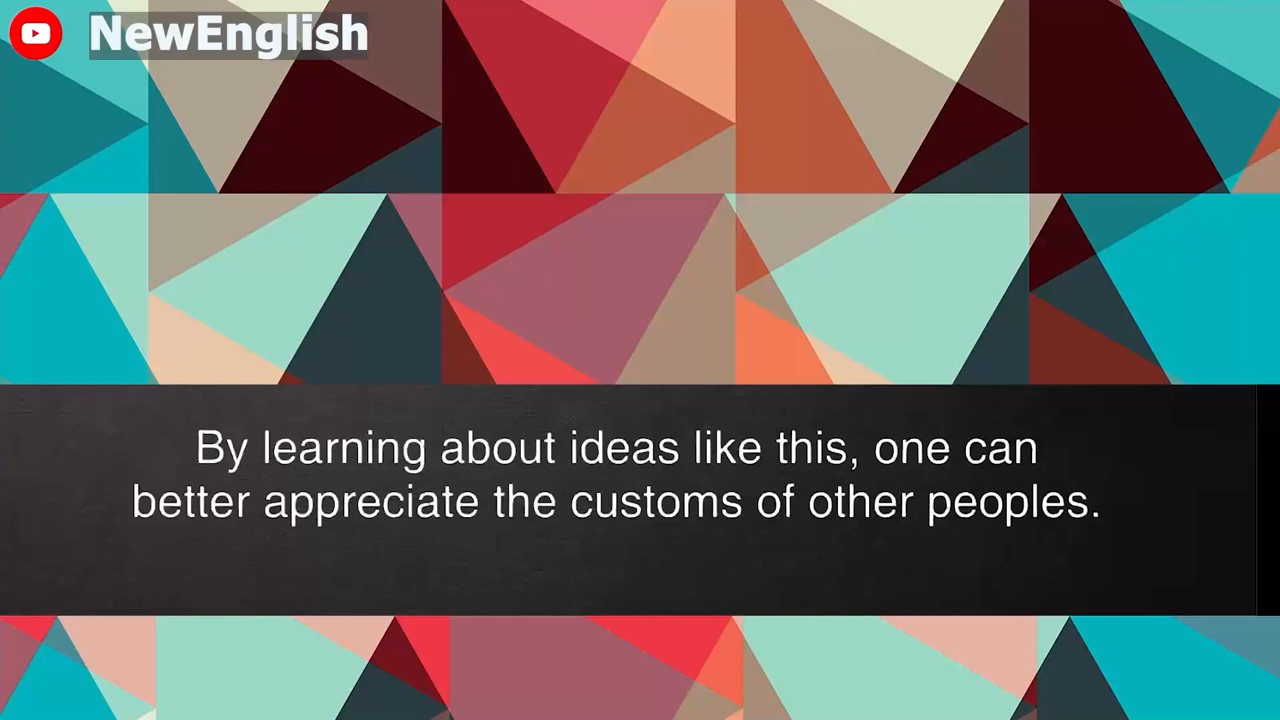 NewEnglish
By learning about ideas like this, one can
better appreciate the customs of other peoples.